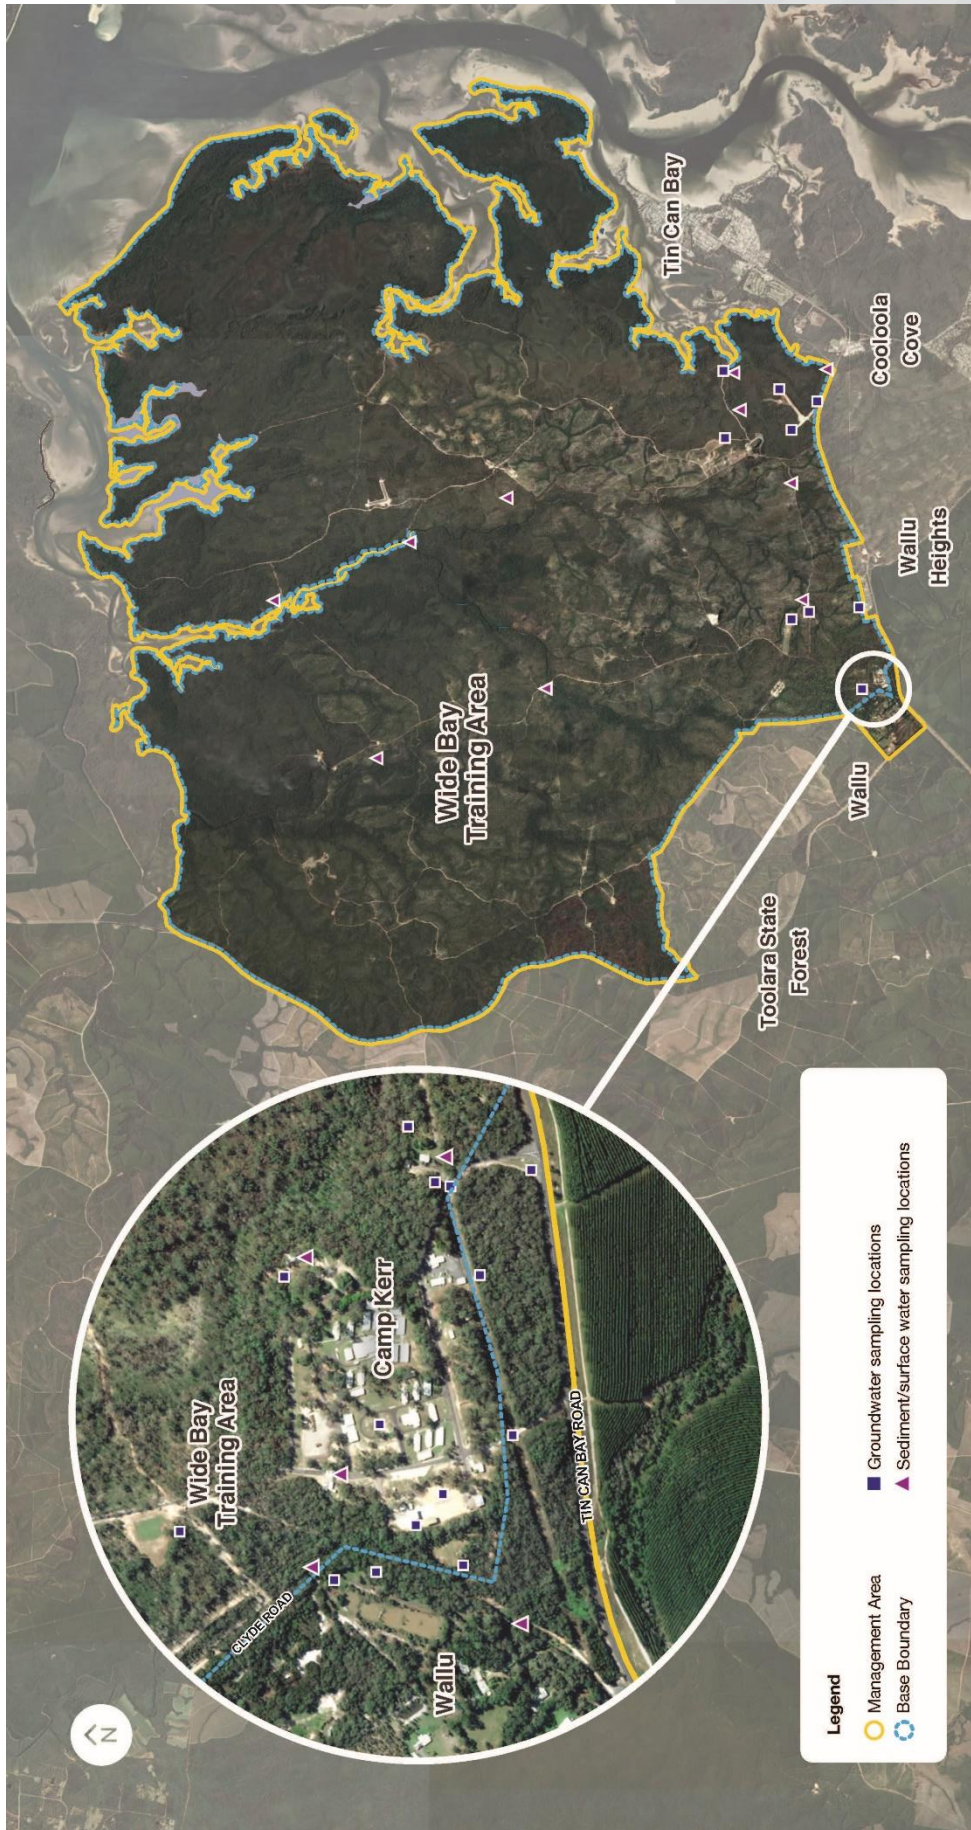 N
Wide Bay
Training Area
CLYDE ROAD
Camp Kerr
Wallu
TIN CAN BAY ROAD
Wide Bay
Training Area
Tin Can Bay
Cooloola
Cove
Wallu
Heights
Wallu
Toolara State
Forest
Legend
Management Area
Base Boundary
Groundwater sampling locations
Sediment/surface water sampling locations